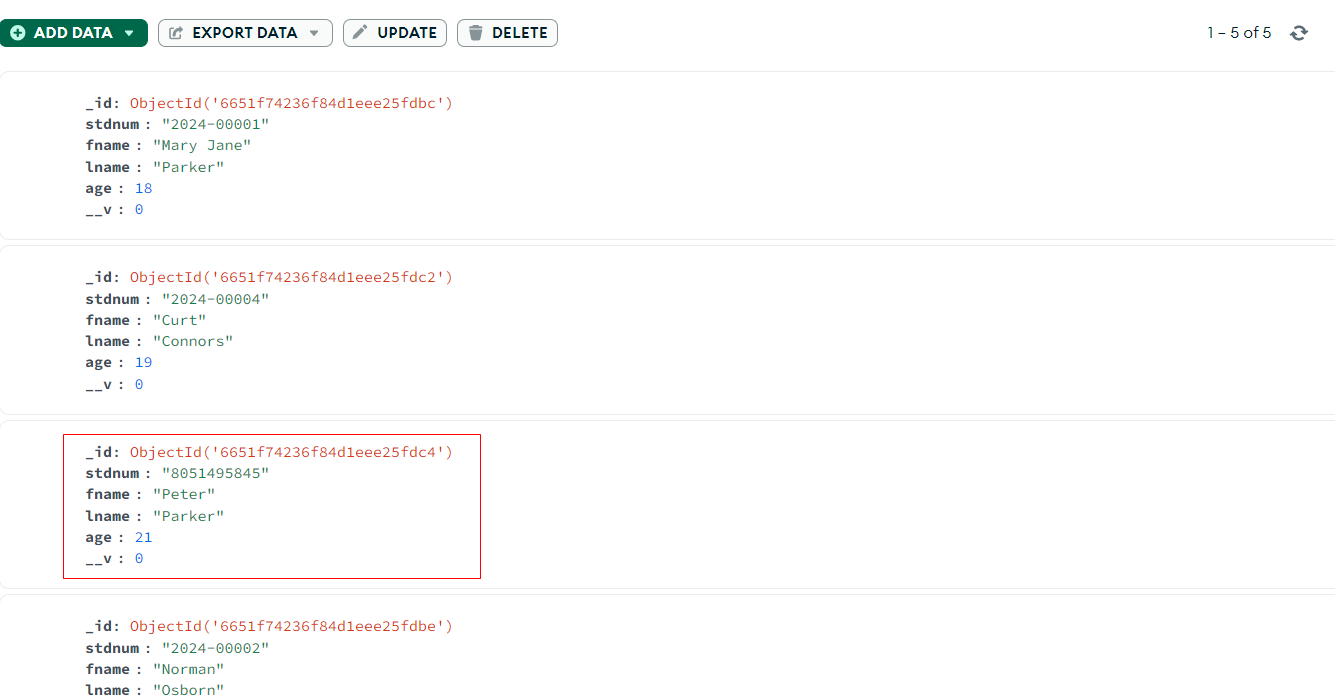 ADD DATA EXPORT DATA UPDATE DELETE 1 – 5 of 5
_id: ObjectId('6651f74236f84d1eee25fdbc')
stdnum : "2024-00001"
fname : "Mary Jane"
lname : "Parker"
age : 18
__v : 0
_id: ObjectId('6651f74236f84d1eee25fdc2')
stdnum : "2024-00004"
fname : "Curt"
lname : "Connors"
age : 19
__v : 0
_id: ObjectId('6651f74236f84d1eee25fdc4')
stdnum : "8051495845"
fname : "Peter"
lname : "Parker"
age : 21
__v : 0
_id: ObjectId('6651f74236f84d1eee25fdbe')
stdnum : "2024-00002"
fname : "Norman"
lname : "Osborn"